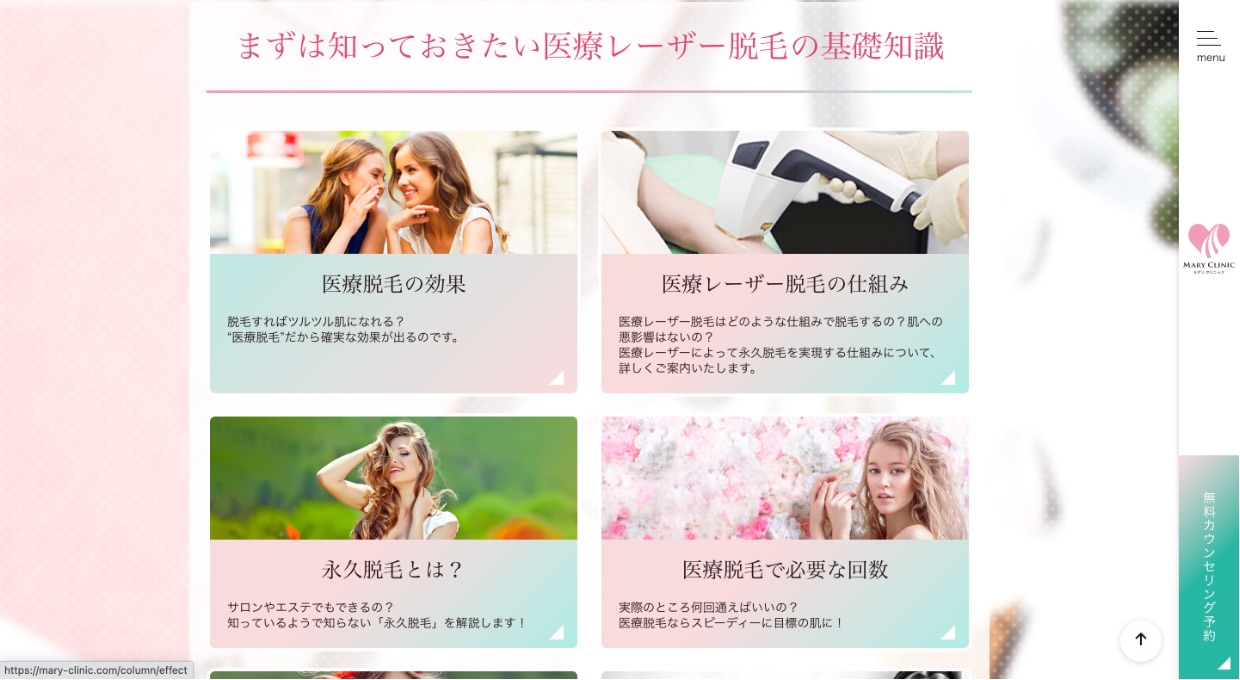 まずは知っておきたい医療レーザー脱毛の基礎知識
menu
医療脱毛の効果
脱毛すればツルツル肌になれる？
“医療脱毛”だから確実な効果が出るのです。
医療レーザー脱毛の仕組み
医療レーザー脱毛はどのような仕組みで脱毛するの？肌への
悪影響はないの？
医療レーザーによって永久脱毛を実現する仕組みについて、
詳しくご案内いたします。
MARY CLINIC
メアリクリニック
永久脱毛とは？
サロンやエステでもできるの？
知っているようで知らない「永久脱毛」を解説します！
医療脱毛で必要な回数
実際のところ何回通えばいいの？
医療脱毛ならスピーディーに目標の肌に！
無料カウンセリング予約
https://mary-clinic.com/column/effect